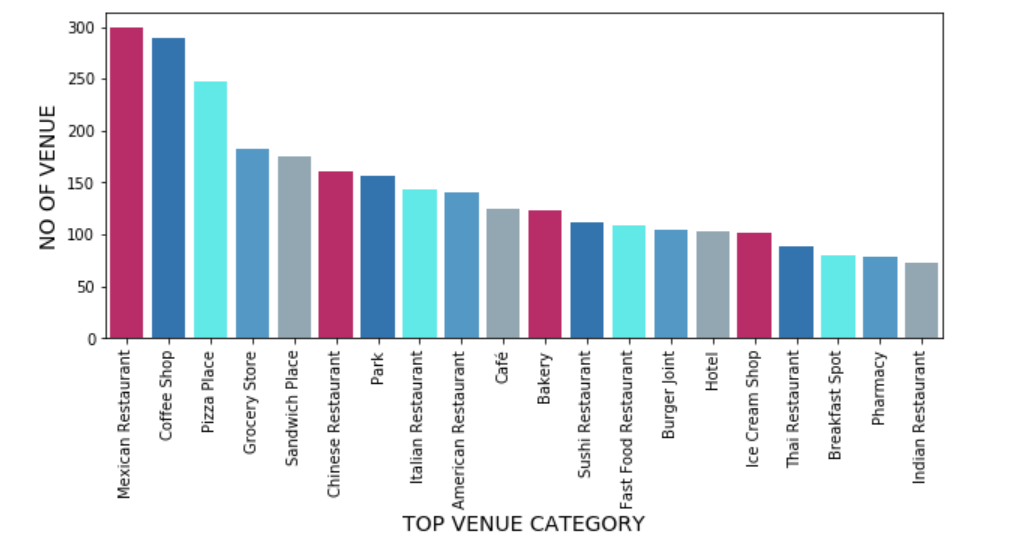 300
250
200
150
100
50
0
NO OF VENUE
Mexican Restaurant
Coffee Shop
Pizza Place
Grocery Store
Sandwich Place
Chinese Restaurant
Park
Italian Restaurant
American Restaurant
Café
Bakery
Sushi Restaurant
Fast Food Restaurant
Burger Joint
Hotel
Ice Cream Shop
Thai Restaurant
Breakfast Spot
Pharmacy
Indian Restaurant
TOP VENUE CATEGORY